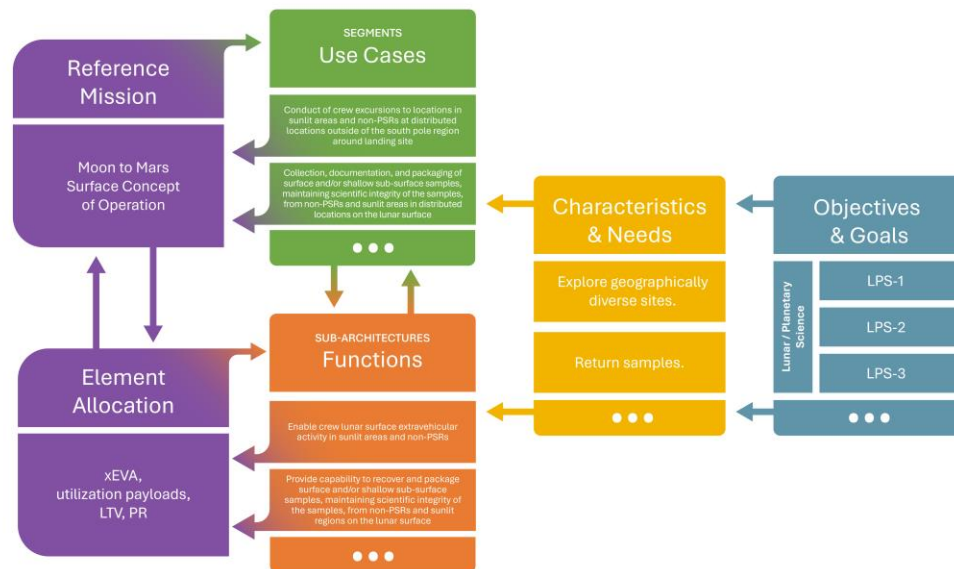 Reference
Mission
Moon to Mars
Surface Concept
of Operation
Element
Allocation
xEVA,
utilization payloads,
LTV, PR
SEGMENTS
Use Cases
Conduct of crew excursions to locations in
sunlit areas and non-PSRs at distributed
locations outside of the south pole region
around landing site
Collection, documentation, and packaging of
surface and/or shallow sub-surface samples,
maintaining scientific integrity of the samples,
from non-PSRs and sunlit areas in distributed
locations on the lunar surface
SUB-ARCHITECTURES
Functions
Enable crew lunar surface extravehicular
activity in sunlit areas and non-PSRs
Provide capability to recover and package
surface and/or shallow sub-surface
samples, maintaining scientific integrity of
the samples, from non-PSRs and sunlit
regions on the lunar surface
Characteristics
& Needs
Explore geographically
diverse sites.
Return samples.
Objectives
& Goals
Lunar / Planetary
Science
LPS-1
LPS-2
LPS-3